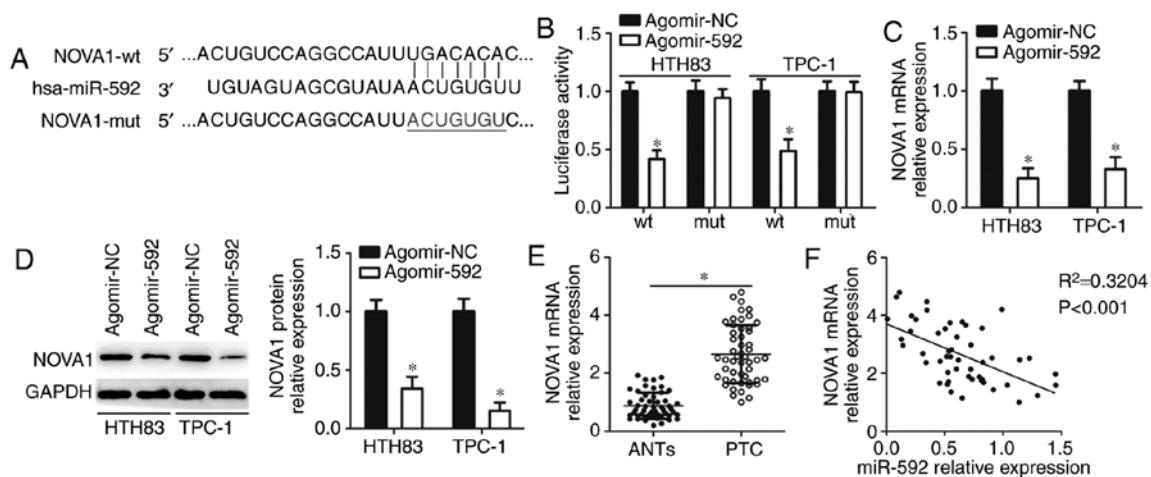 A
NOVA1-wt 5′ ...ACUGUCCAGGCCAUUUGACACAC...
hsa-miR-592 3′ UGUAGUAGCGUAUAACUGUGUU
NOVA1-mut 5′ ...ACUGUCCAGGCCAUUACUGUGUC...
B
Agomir-NC
Agomir-592
HTH83 TPC-1
Luciferase activity
1.5
1.0
0.5
0.0
* *
wt mut wt mut
C
Agomir-NC
Agomir-592
NOVA1 mRNA
relative expression
1.5
1.0
0.5
0.0
* *
HTH83 TPC-1
D
Agomir-NC
Agomir-592
Agomir-NC
Agomir-592
NOVA1
GAPDH
HTH83 TPC-1
Agomir-NC
Agomir-592
NOVA1 protein
relative expression
1.5
1.0
0.5
0.0
* *
HTH83 TPC-1
E
NOVA1 mRNA
relative expression
6
4
2
0
*
ANTs PTC
F
NOVA1 mRNA
relative expression
6
4
2
0
R²=0.3204
P<0.001
0.0 0.5 1.0 1.5
miR-592 relative expression